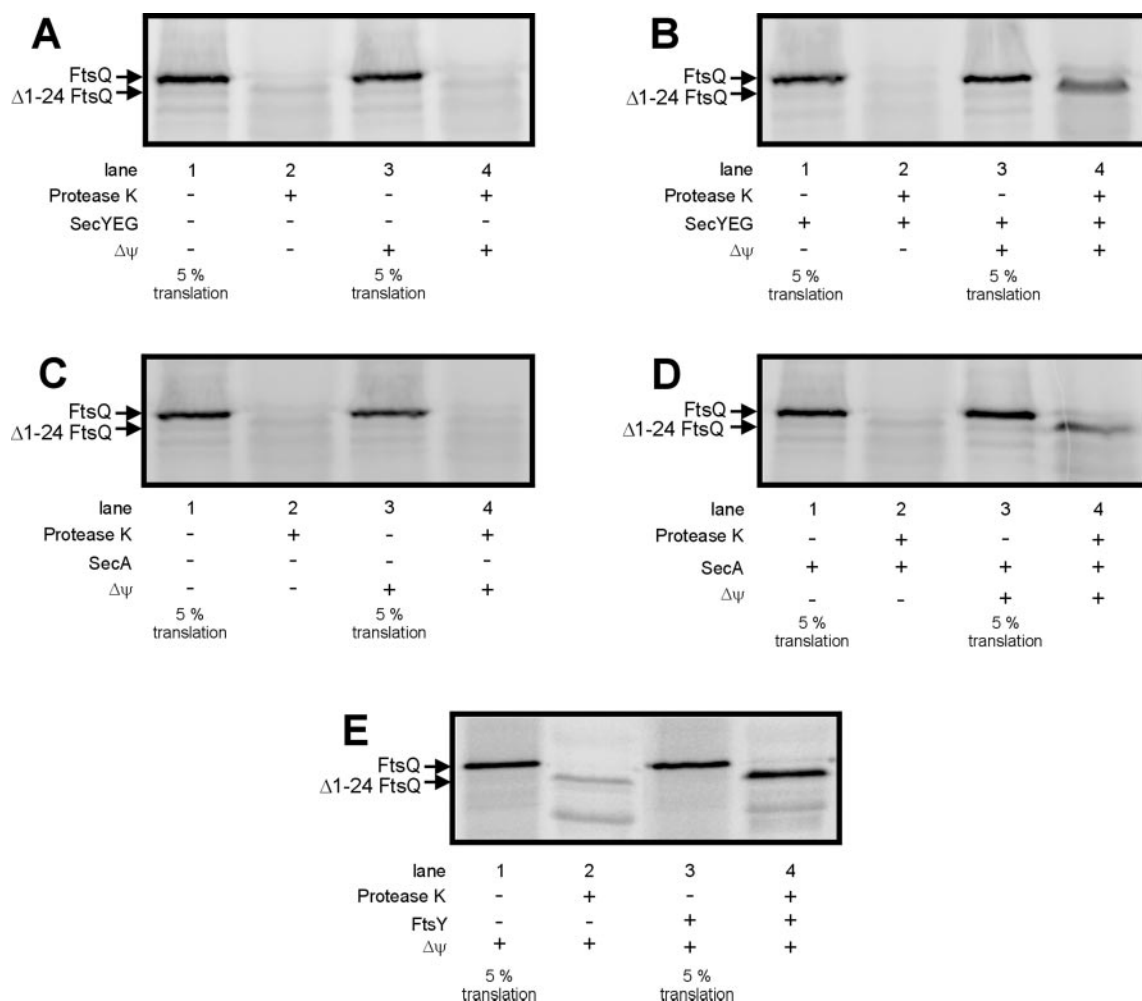 A
FtsQ
Δ1-24 FtsQ
lane 1 2 3 4
Protease K - + - +
SecYEG - - - -
Δψ - - + +
5 % 5 %
translation translation
B
FtsQ
Δ1-24 FtsQ
lane 1 2 3 4
Protease K - + - +
SecYEG + + + +
Δψ - - + +
5 % 5 %
translation translation
C
FtsQ
Δ1-24 FtsQ
lane 1 2 3 4
Protease K - + - +
SecA - - - -
Δψ - - + +
5 % 5 %
translation translation
D
FtsQ
Δ1-24 FtsQ
lane 1 2 3 4
Protease K - + - +
SecA + + + +
Δψ - - + +
5 % 5 %
translation translation
E
FtsQ
Δ1-24 FtsQ
lane 1 2 3 4
Protease K - + - +
FtsY - - + +
Δψ + + + +
5 % 5 %
translation translation